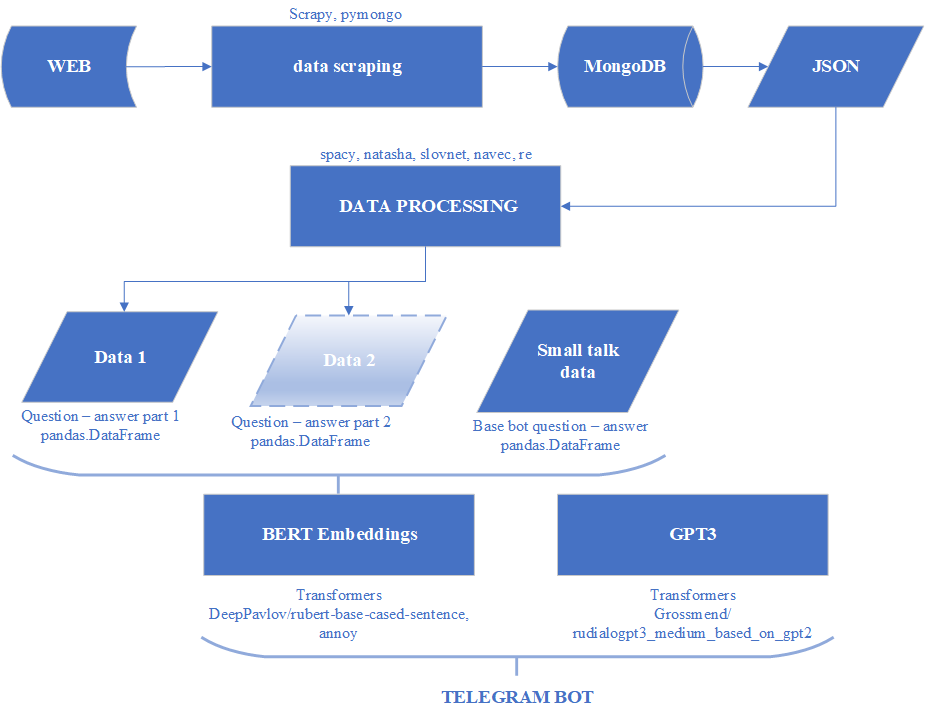 Scrapy, pymongo
WEB
data scraping
MongoDB
JSON
spacy, natasha, slovnet, navec, re
DATA PROCESSING
Data 1
Data 2
Small talk
data
Question – answer part 1
pandas.DataFrame
Question – answer part 2
pandas.DataFrame
Base bot question – answer
pandas.DataFrame
BERT Embeddings
GPT3
Transformers
DeepPavlov/rubert-base-cased-sentence,
annoy
Transformers
Grossmend/
rudialogpt3_medium_based_on_gpt2
TELEGRAM BOT